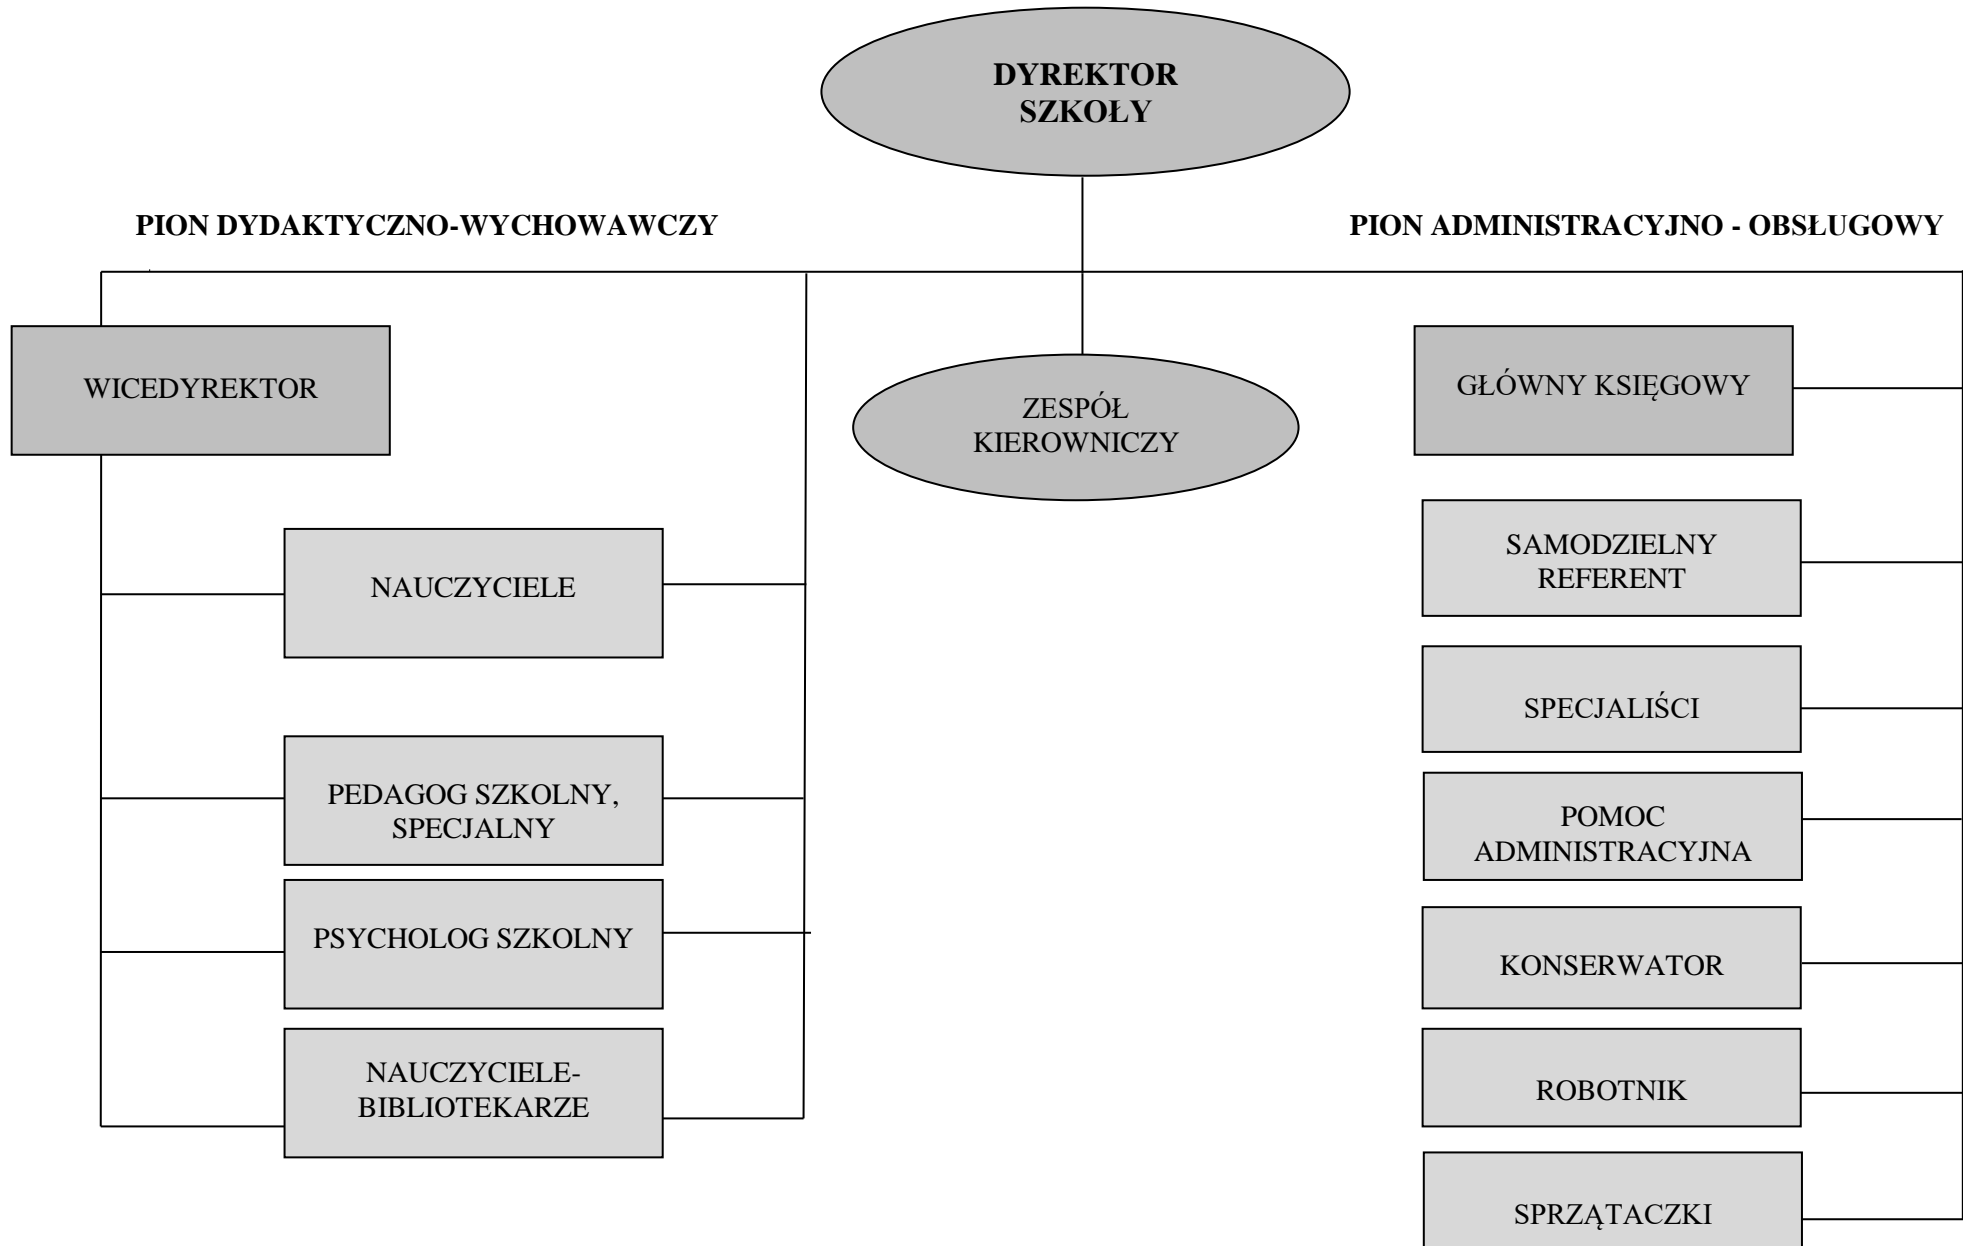 DYREKTOR
SZKOŁY
PION DYDAKTYCZNO-WYCHOWAWCZY
PION ADMINISTRACYJNO - OBSŁUGOWY
WICEDYREKTOR
ZESPÓŁ
KIEROWNICZY
GŁÓWNY KSIĘGOWY
NAUCZYCIELE
PEDAGOG SZKOLNY,
SPECJALNY
PSYCHOLOG SZKOLNY
NAUCZYCIELE-
BIBLIOTEKARZE
SAMODZIELNY
REFERENT
SPECJALIŚCI
POMOC
ADMINISTRACYJNA
KONSERWATOR
ROBOTNIK
SPRZĄTACZKI